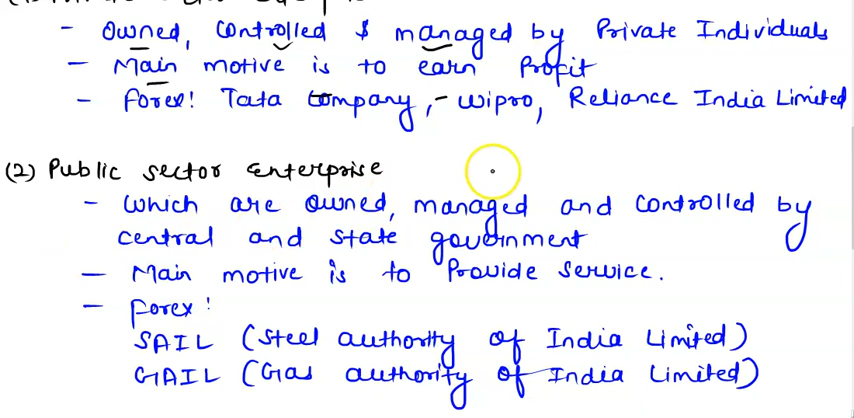 - Owned, Controlled & managed by Private Individuals
- Main motive is to earn Profit
- Forex! Tata company, - wipro, Reliance India Limited
(2) Public sector Enterprise
- which are owned, managed and controlled by
central and state government
- Main motive is to Provide service.
- Forex!
SAIL (Steel authority of India Limited)
GAIL (Gas authority of India Limited)